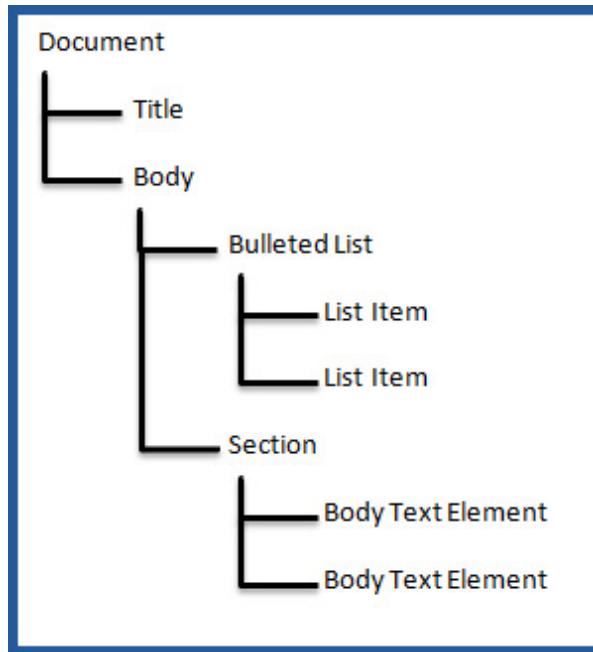 Document
Title
Body
Bulleted List
List Item
List Item
Section
Body Text Element
Body Text Element